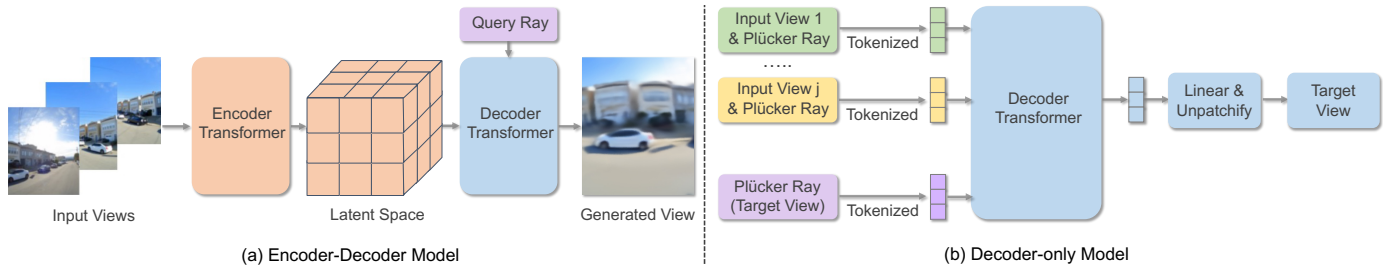 Query Ray
Encoder
Transformer
Decoder
Transformer
Input Views
Latent Space
Generated View
(a) Encoder-Decoder Model
Input View 1
& Plücker Ray
Tokenized
.....
Input View j
& Plücker Ray
Tokenized
Plücker Ray
(Target View)
Tokenized
Decoder
Transformer
Linear &
Unpatchify
Target
View
(b) Decoder-only Model